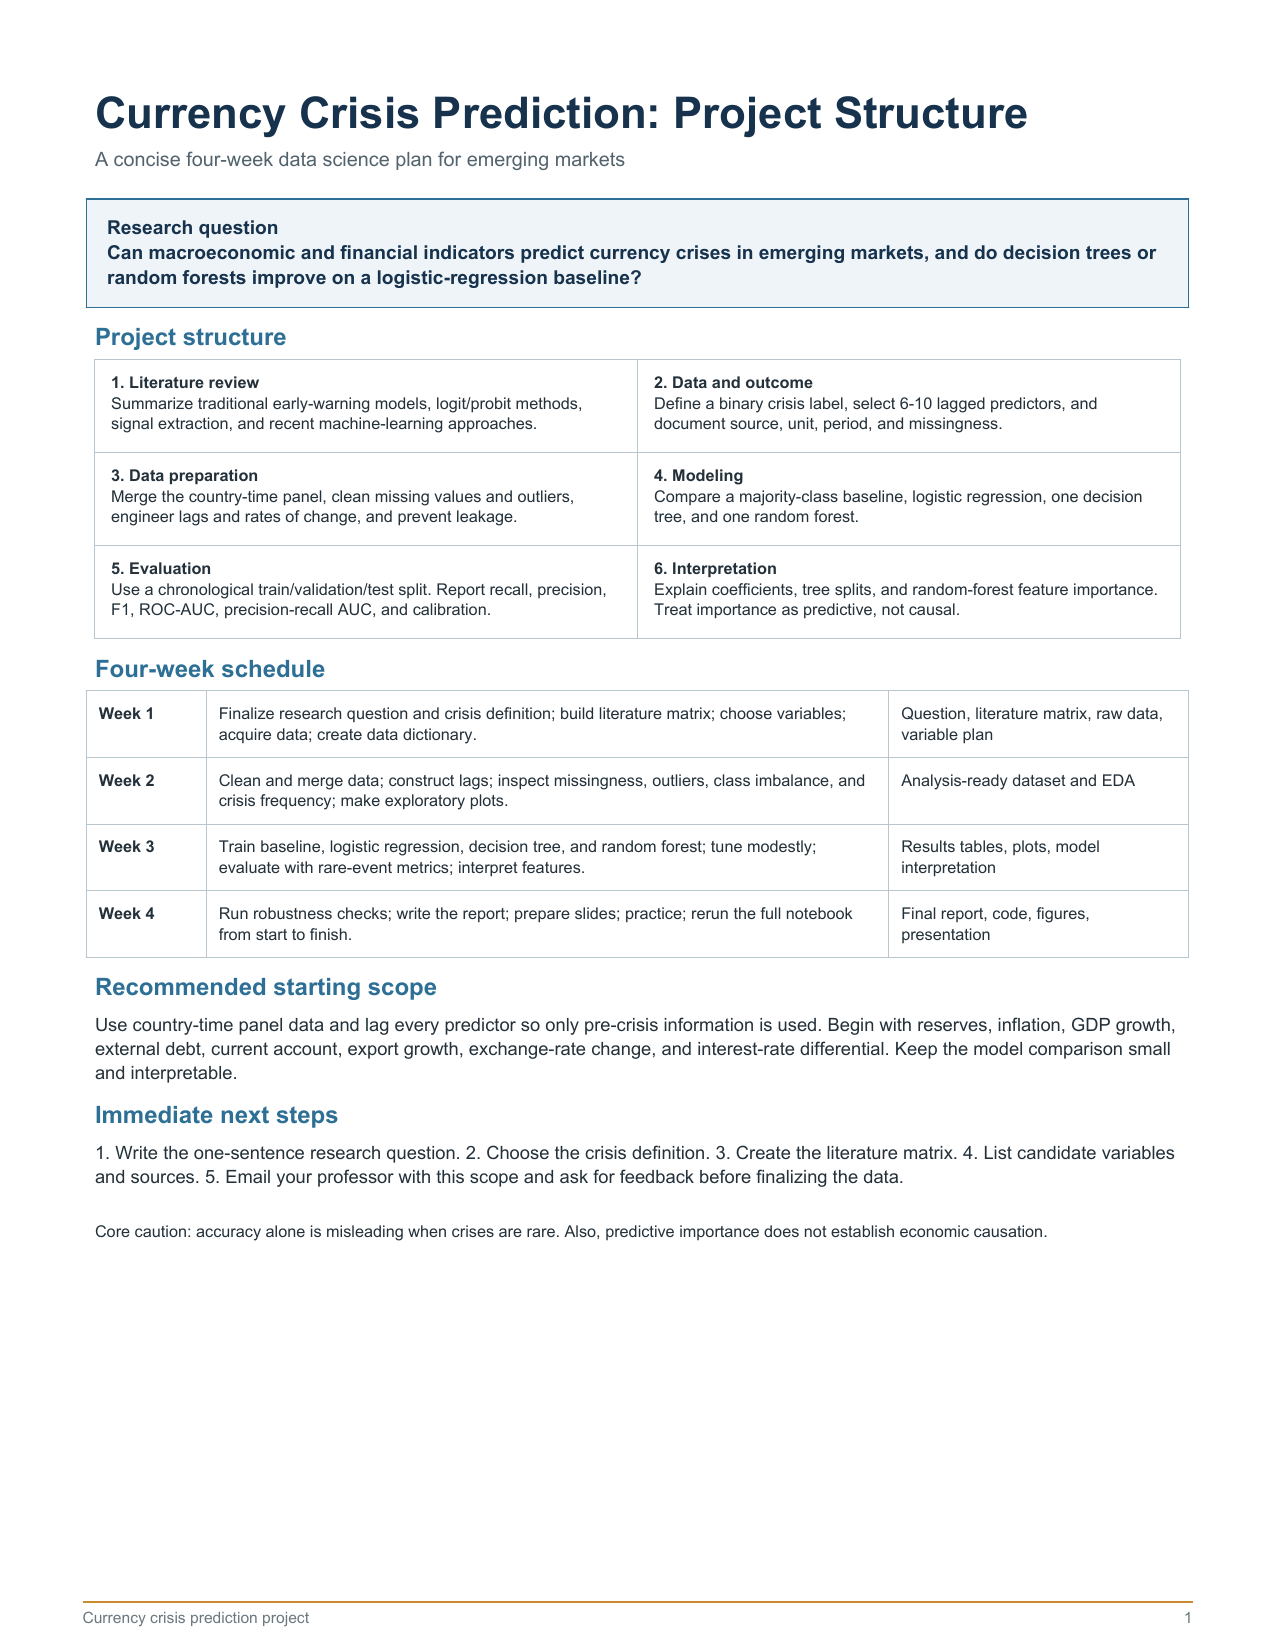 Currency Crisis Prediction: Project Structure
A concise four-week data science plan for emerging markets
Research question
Can macroeconomic and financial indicators predict currency crises in emerging markets, and do decision trees or
random forests improve on a logistic-regression baseline?
Project structure
1. Literature review
Summarize traditional early-warning models, logit/probit methods,
signal extraction, and recent machine-learning approaches.
2. Data and outcome
Define a binary crisis label, select 6-10 lagged predictors, and
document source, unit, period, and missingness.
3. Data preparation
Merge the country-time panel, clean missing values and outliers,
engineer lags and rates of change, and prevent leakage.
4. Modeling
Compare a majority-class baseline, logistic regression, one decision
tree, and one random forest.
5. Evaluation
Use a chronological train/validation/test split. Report recall, precision,
F1, ROC-AUC, precision-recall AUC, and calibration.
6. Interpretation
Explain coefficients, tree splits, and random-forest feature importance.
Treat importance as predictive, not causal.
Four-week schedule
Week 1
Finalize research question and crisis definition; build literature matrix; choose variables;
acquire data; create data dictionary.
Question, literature matrix, raw data,
variable plan
Week 2
Clean and merge data; construct lags; inspect missingness, outliers, class imbalance, and
crisis frequency; make exploratory plots.
Analysis-ready dataset and EDA
Week 3
Train baseline, logistic regression, decision tree, and random forest; tune modestly;
evaluate with rare-event metrics; interpret features.
Results tables, plots, model
interpretation
Week 4
Run robustness checks; write the report; prepare slides; practice; rerun the full notebook
from start to finish.
Final report, code, figures,
presentation
Recommended starting scope
Use country-time panel data and lag every predictor so only pre-crisis information is used. Begin with reserves, inflation, GDP growth,
external debt, current account, export growth, exchange-rate change, and interest-rate differential. Keep the model comparison small
and interpretable.
Immediate next steps
1. Write the one-sentence research question. 2. Choose the crisis definition. 3. Create the literature matrix. 4. List candidate variables
and sources. 5. Email your professor with this scope and ask for feedback before finalizing the data.
Core caution: accuracy alone is misleading when crises are rare. Also, predictive importance does not establish economic causation.
Currency crisis prediction project
1